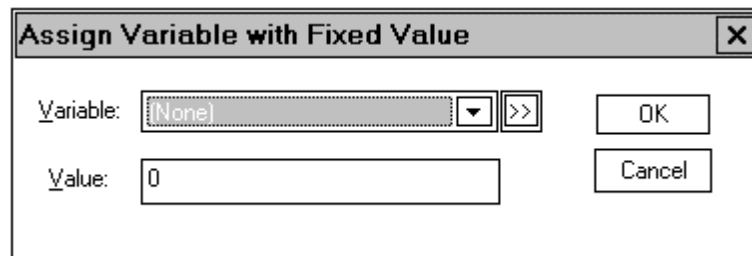 Assign Variable with Fixed Value
Variable: (None) >> OK
Value: 0 Cancel